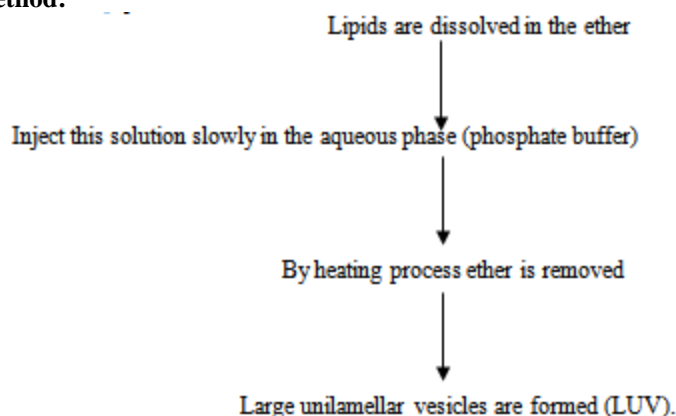 Lipids are dissolved in the ether
Inject this solution slowly in the aqueous phase (phosphate buffer)
By heating process ether is removed
Large unilamellar vesicles are formed (LUV).